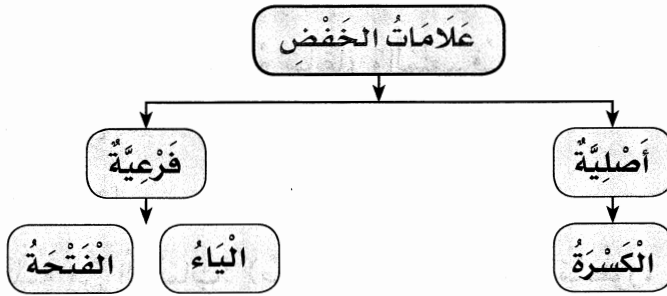 عَلَامَاتُ الخَفْضِ
أَصْلِيَّةٌ
فَرْعِيَّةٌ
الْكَسْرَةُ
الْيَاءُ
الْفَتْحَةُ